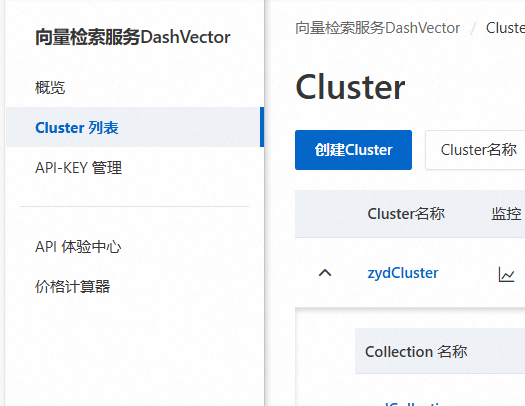 向量检索服务DashVector
概览
Cluster 列表
API-KEY 管理
API 体验中心
价格计算器
向量检索服务DashVector / Cluste
Cluster
创建Cluster
Cluster名称
Cluster名称 监控
zydCluster
Collection 名称